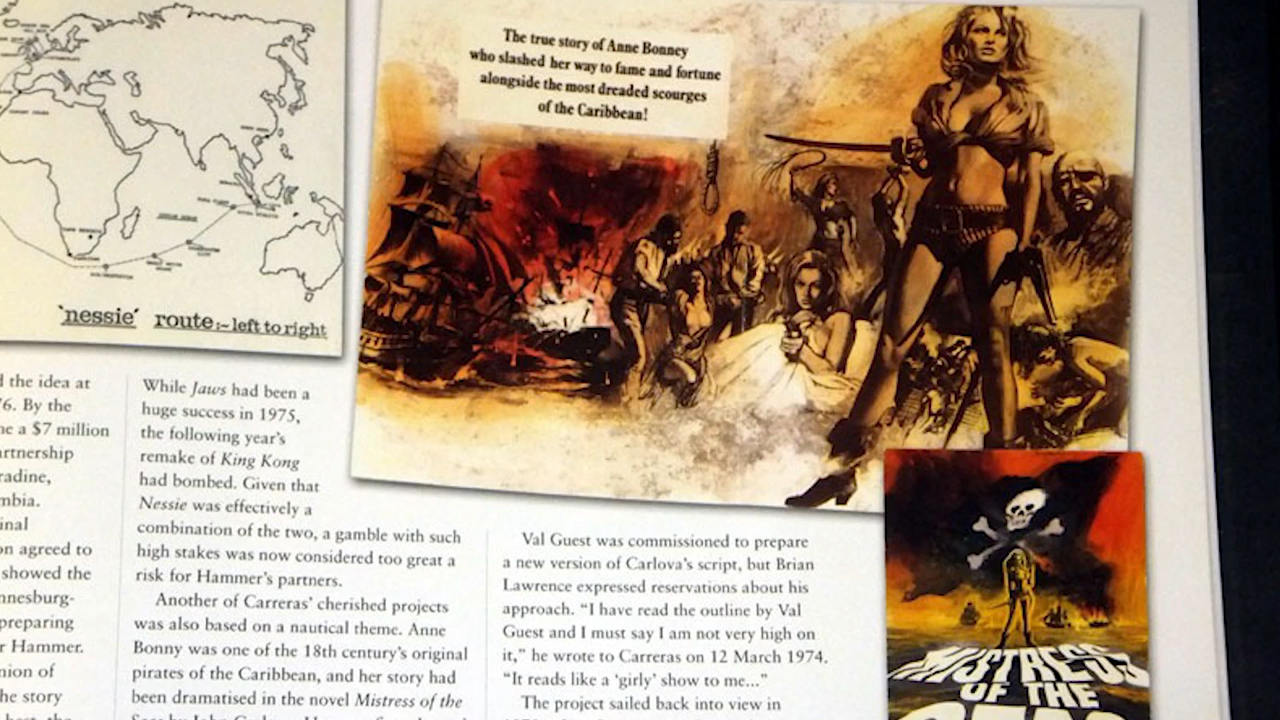 'nessie' route:- left to right
The true story of Anne Bonney
who slashed her way to fame and fortune
alongside the most dreaded scourges
of the Caribbean!
the idea at
By the
a $7 million
agreed to
showed the
preparing
Hammer.
of
story
While Jaws had been a
huge success in 1975,
the following year's
remake of King Kong
had bombed. Given that
Nessie was effectively a
combination of the two, a gamble with such
high stakes was now considered too great a
risk for Hammer's partners.
Another of Carreras' cherished projects
was also based on a nautical theme. Anne
Bonny was one of the 18th century's original
pirates of the Caribbean, and her story had
been dramatised in the novel Mistress of the
Val Guest was commissioned to prepare
a new version of Carlova's script, but Brian
Lawrence expressed reservations about his
approach. “I have read the outline by Val
Guest and I must say I am not very high on
it,” he wrote to Carreras on 12 March 1974.
“It reads like a ‘girly’ show to me...”
The project sailed back into view in
MISTRESS
OF THE